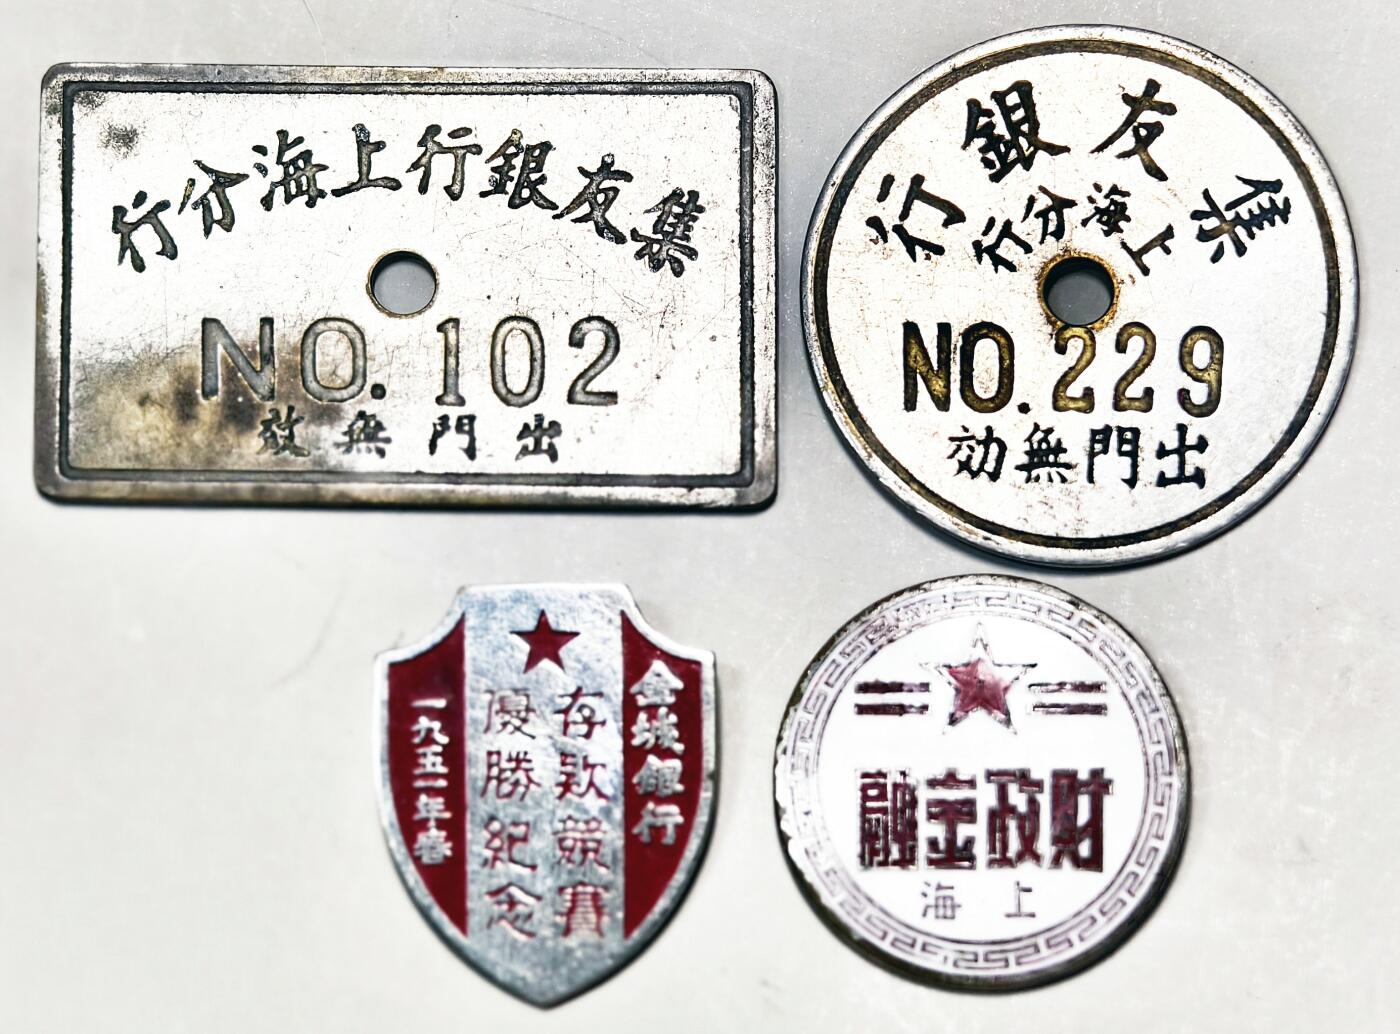 集友銀行上海分行
NO.102
出門無效
集友銀行
上海分行
NO.229
出門無効
金城銀行
存款競賽
優勝紀念
一九五一年春
財政金融
上海